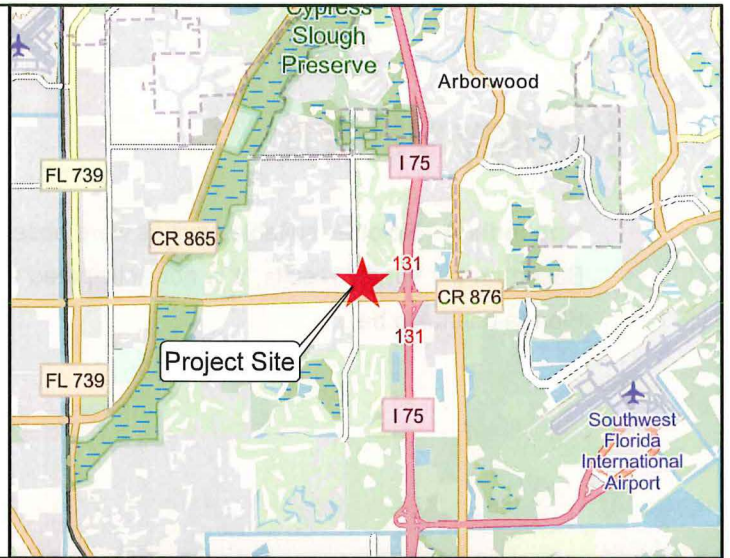 Cypress
Slough
Preserve
Arborwood
I 75
FL 739
CR 865
131
CR 876
131
Project Site
FL 739
I 75
Southwest
Florida
International
Airport